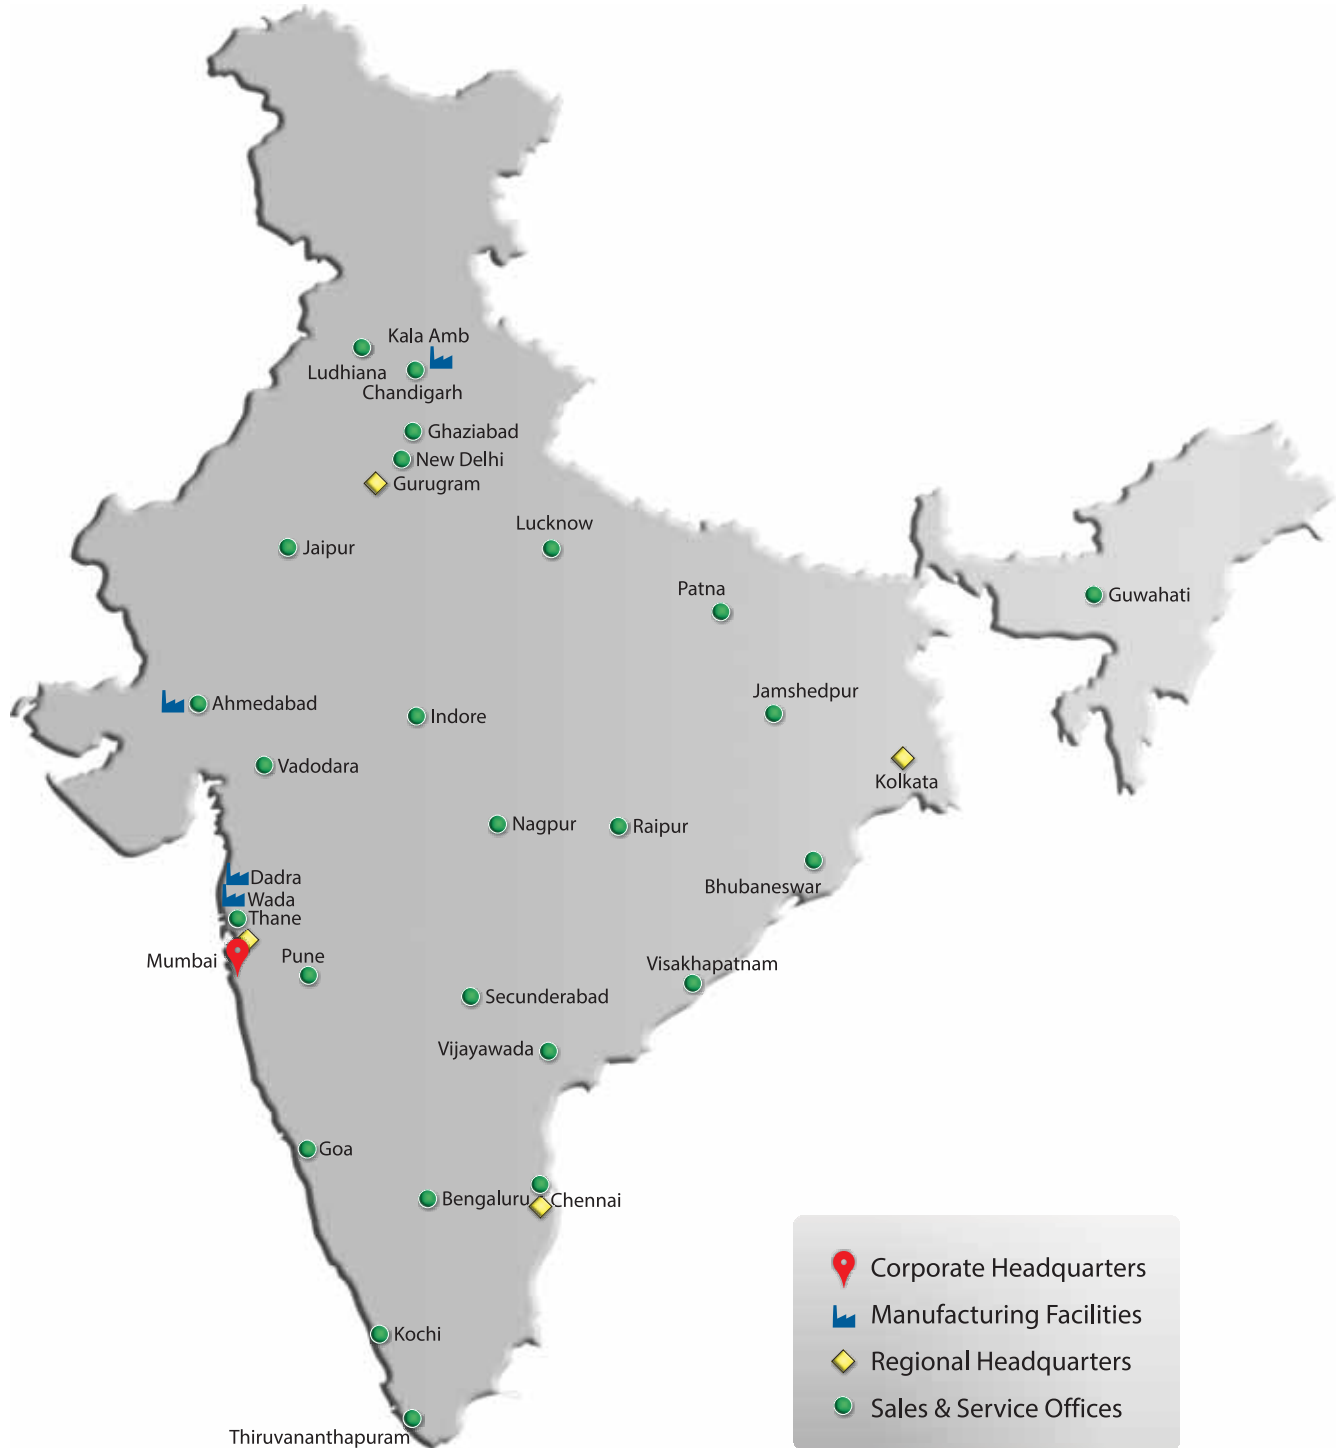 Kala Amb
Ludhiana
Chandigarh
Ghaziabad
New Delhi
Gurugram
Lucknow
Jaipur
Patna
Guwahati
Ahmedabad
Indore
Jamshedpur
Vadodara
Kolkata
Nagpur
Raipur
Dadra
Bhubaneswar
Wada
Thane
Mumbai
Pune
Visakhapatnam
Secunderabad
Vijayawada
Goa
Bengaluru
Chennai
Kochi
Thiruvananthapuram
Corporate Headquarters
Manufacturing Facilities
Regional Headquarters
Sales & Service Offices